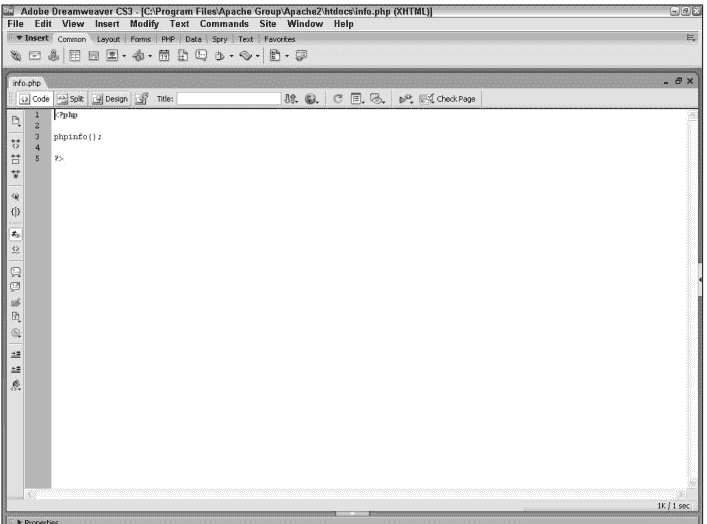 Dw Adobe Dreamweaver CS3 - [C:\Program Files\Apache Group\Apache2\htdocs\info.php (XHTML)]
File Edit View Insert Modify Text Commands Site Window Help
▼ Insert Common Layout Forms PHP Data Spry Text Favorites
info.php
Code Split Design Title: Check Page
1 <?php
2
3 phpinfo();
4
5 ?>
1K / 1 sec
▶ Properties